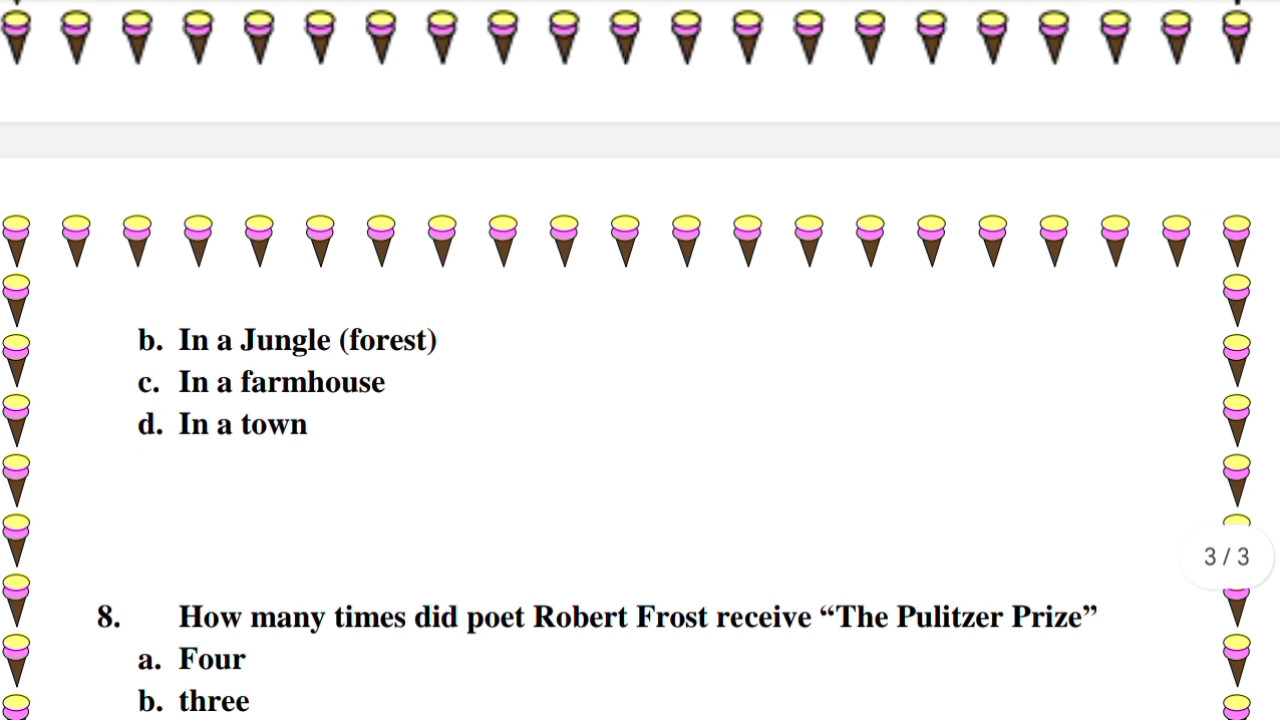 b. In a Jungle (forest)
c. In a farmhouse
d. In a town
3 / 3
8. How many times did poet Robert Frost receive “The Pulitzer Prize”
a. Four
b. three